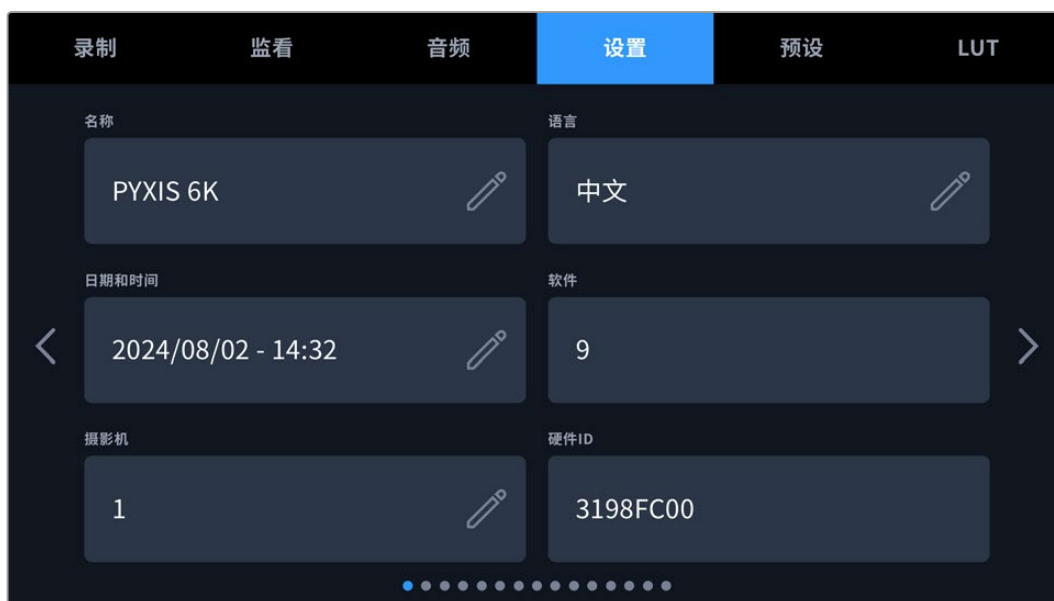 录制 监看 音频 设置 预设 LUT
名称 语言
PYXIS 6K 中文
日期和时间 软件
2024/08/02 - 14:32 9
摄影机 硬件ID
1 3198FC00